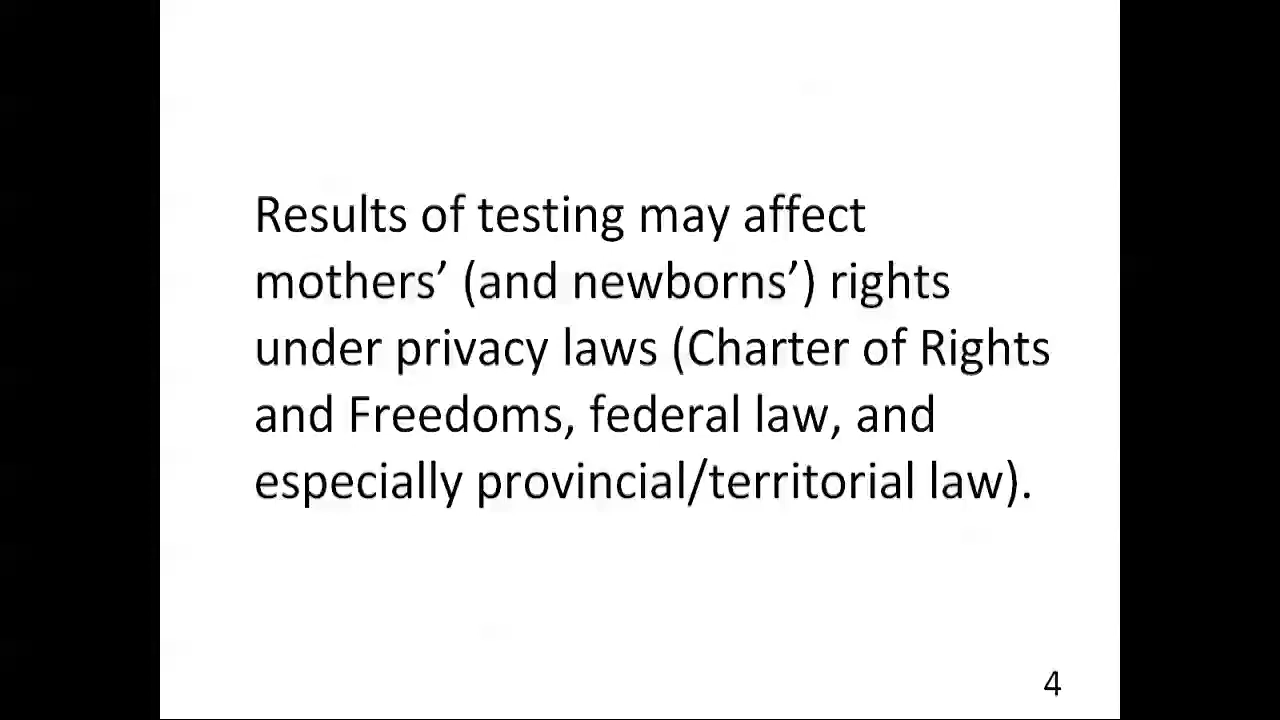 Results of testing may affect
mothers’ (and newborns’) rights
under privacy laws (Charter of Rights
and Freedoms, federal law, and
especially provincial/territorial law).
4